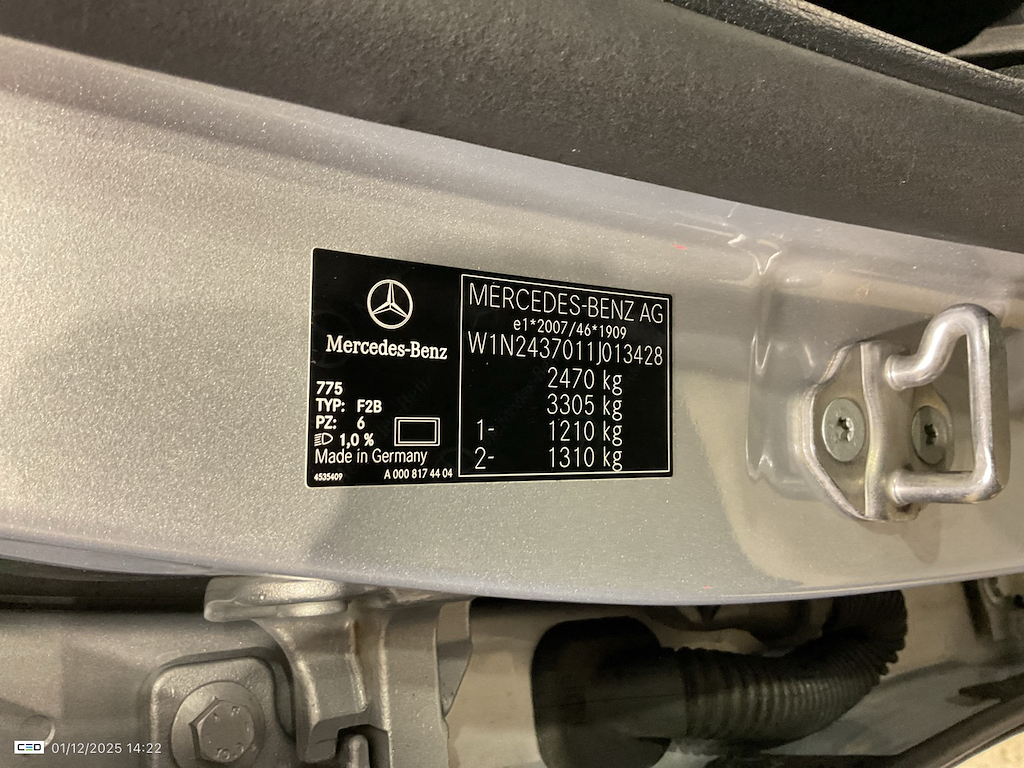 Mercedes-Benz
775
TYP: F2B
PZ: 6
1,0 %
Made in Germany
4535409 A 000 817 44 04
MERCEDES-BENZ AG
e1*2007/46*1909
W1N2437011J013428
2470 kg
3305 kg
1- 1210 kg
2- 1310 kg
CEO 01/12/2025 14:22